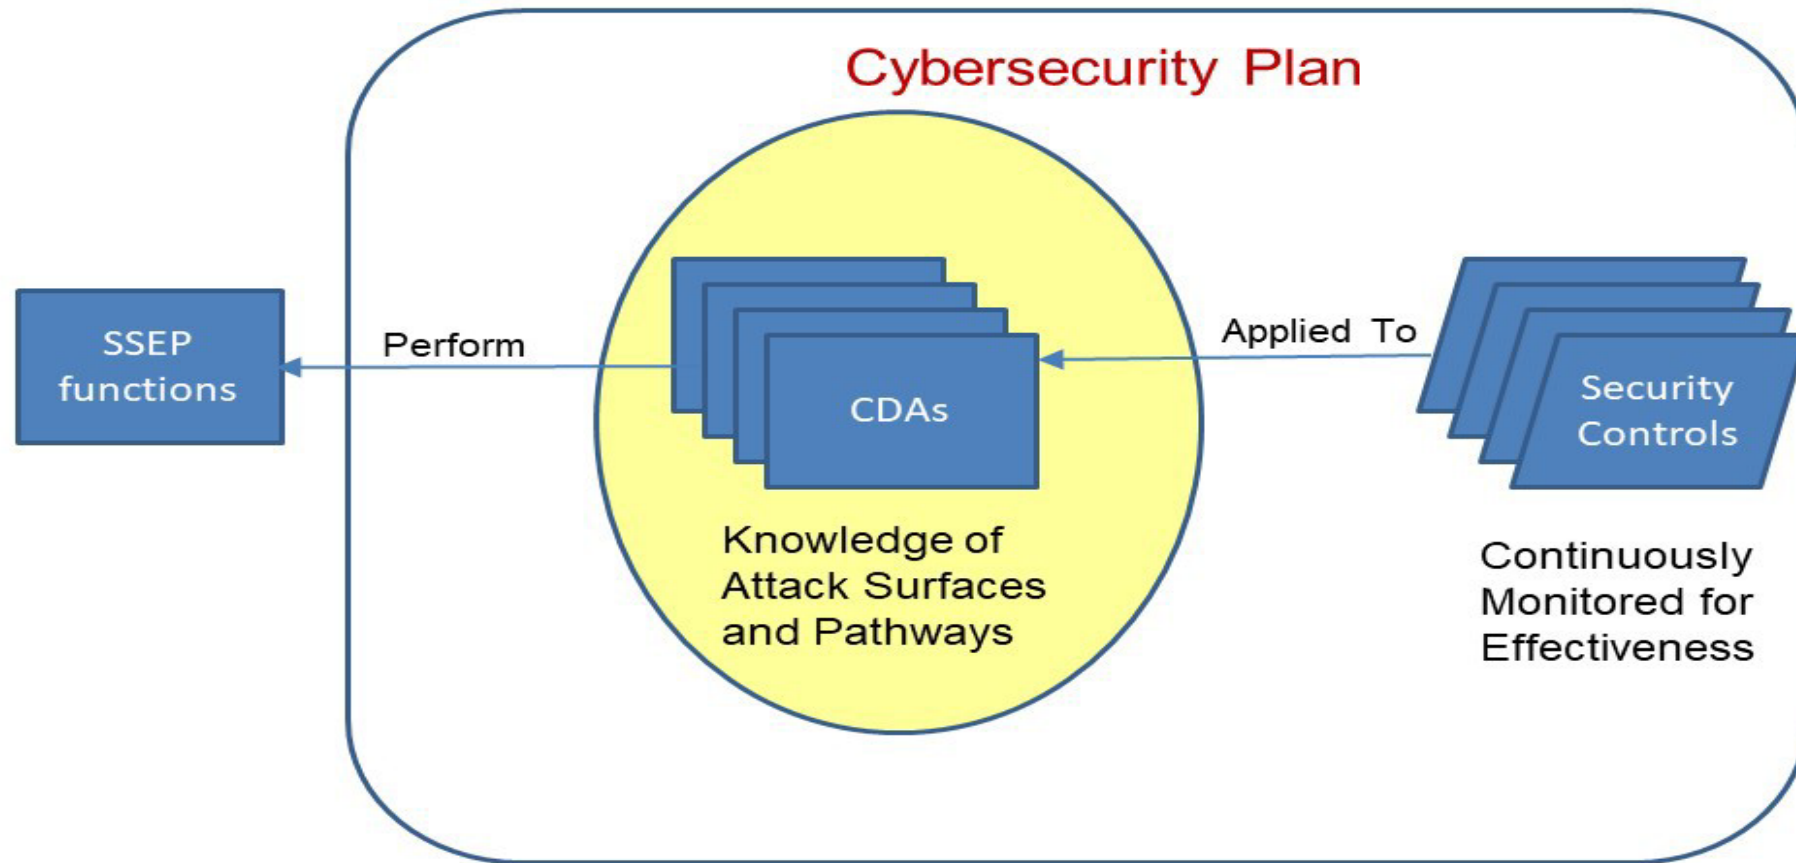 Cybersecurity Plan
SSEP
functions
Perform
CDAs
Knowledge of
Attack Surfaces
and Pathways
Applied To
Security
Controls
Continuously
Monitored for
Effectiveness